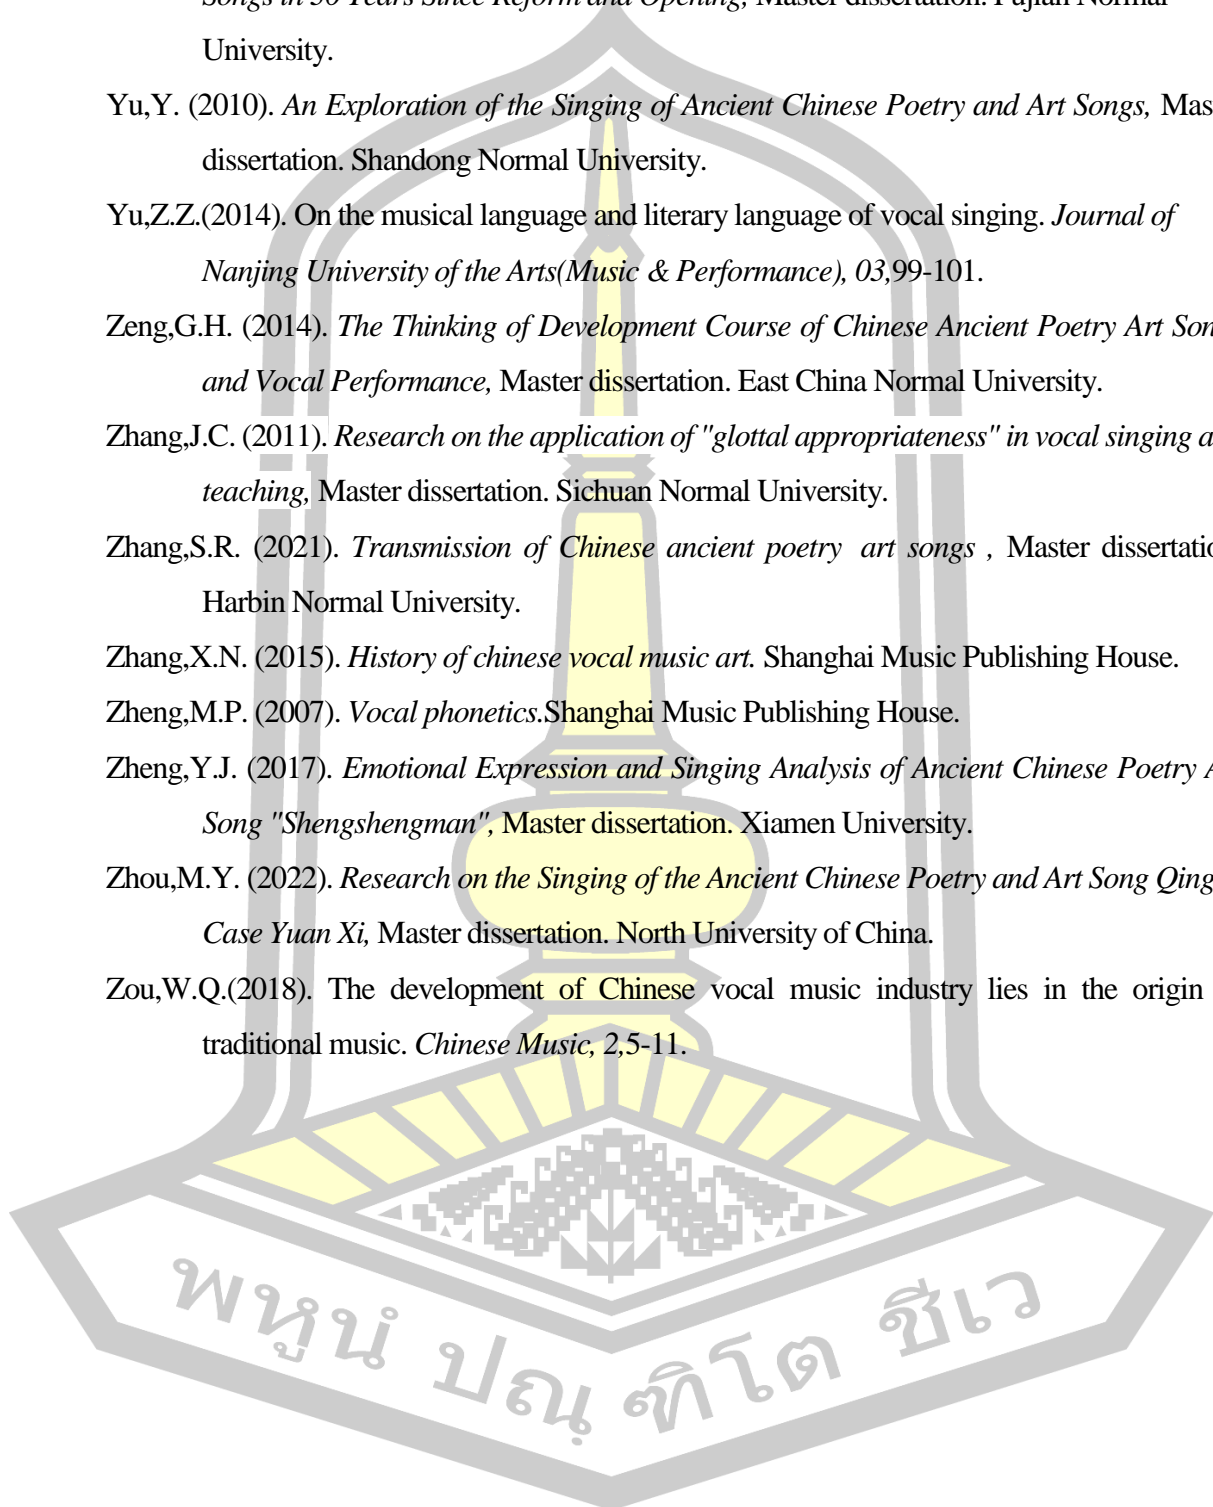 Songs in 30 Years Since Reform and Opening, Master dissertation. Fujian Normal
University.
Yu,Y. (2010). An Exploration of the Singing of Ancient Chinese Poetry and Art Songs, Mas
dissertation. Shandong Normal University.
Yu,Z.Z.(2014). On the musical language and literary language of vocal singing. Journal of
Nanjing University of the Arts(Music & Performance), 03,99-101.
Zeng,G.H. (2014). The Thinking of Development Course of Chinese Ancient Poetry Art Son
and Vocal Performance, Master dissertation. East China Normal University.
Zhang,J.C. (2011). Research on the application of "glottal appropriateness" in vocal singing a
teaching, Master dissertation. Sichuan Normal University.
Zhang,S.R. (2021). Transmission of Chinese ancient poetry art songs , Master dissertatio
Harbin Normal University.
Zhang,X.N. (2015). History of chinese vocal music art. Shanghai Music Publishing House.
Zheng,M.P. (2007). Vocal phonetics.Shanghai Music Publishing House.
Zheng,Y.J. (2017). Emotional Expression and Singing Analysis of Ancient Chinese Poetry A
Song "Shengshengman", Master dissertation. Xiamen University.
Zhou,M.Y. (2022). Research on the Singing of the Ancient Chinese Poetry and Art Song Qing
Case Yuan Xi, Master dissertation. North University of China.
Zou,W.Q.(2018). The development of Chinese vocal music industry lies in the origin
traditional music. Chinese Music, 2,5-11.
พหูนํ ปณฺฑิโต ชีเว